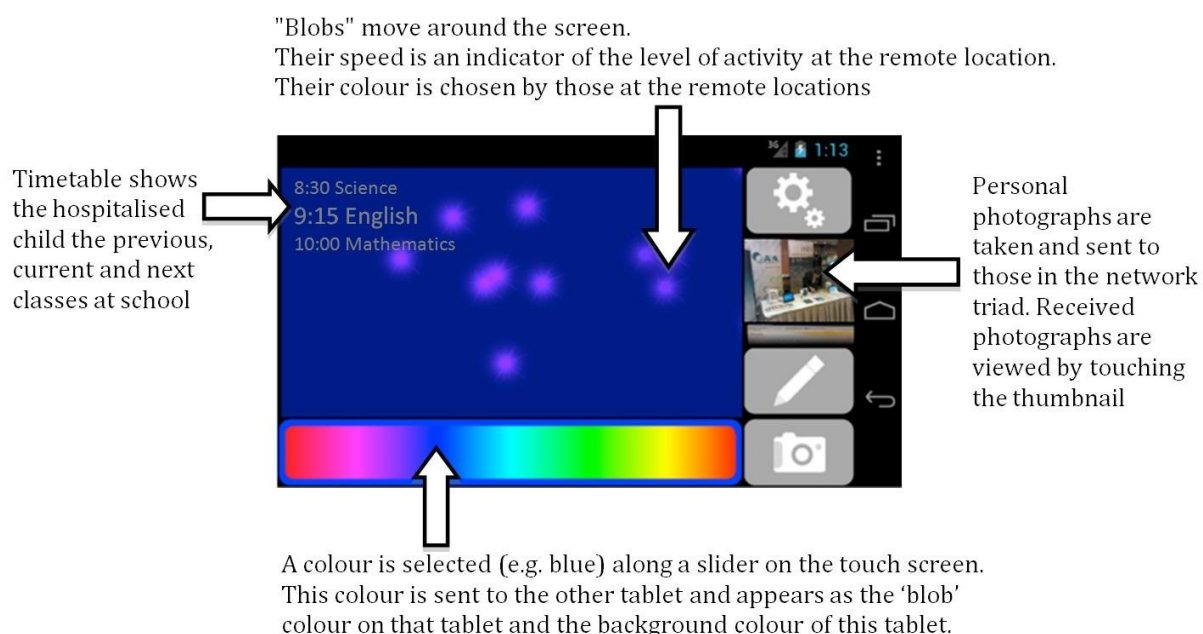 "Blobs" move around the screen.
Their speed is an indicator of the level of activity at the remote location.
Their colour is chosen by those at the remote locations
Timetable shows
the hospitalised
child the previous,
current and next
classes at school
3G 1:13
8:30 Science
9:15 English
10:00 Mathematics
Personal
photographs are
taken and sent to
those in the network
triad. Received
photographs are
viewed by touching
the thumbnail
A colour is selected (e.g. blue) along a slider on the touch screen.
This colour is sent to the other tablet and appears as the ‘blob’
colour on that tablet and the background colour of this tablet.